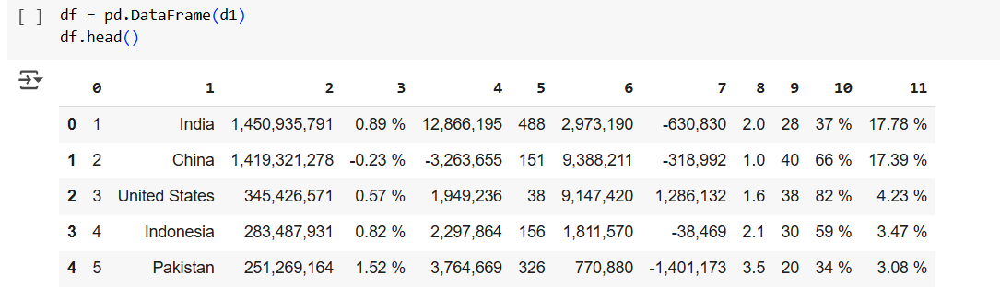 [ ] df = pd.DataFrame(d1)
df.head()
0 1 2 3 4 5 6 7 8 9 10 11
0 1 India 1,450,935,791 0.89 % 12,866,195 488 2,973,190 -630,830 2.0 28 37 % 17.78 %
1 2 China 1,419,321,278 -0.23 % -3,263,655 151 9,388,211 -318,992 1.0 40 66 % 17.39 %
2 3 United States 345,426,571 0.57 % 1,949,236 38 9,147,420 1,286,132 1.6 38 82 % 4.23 %
3 4 Indonesia 283,487,931 0.82 % 2,297,864 156 1,811,570 -38,469 2.1 30 59 % 3.47 %
4 5 Pakistan 251,269,164 1.52 % 3,764,669 326 770,880 -1,401,173 3.5 20 34 % 3.08 %